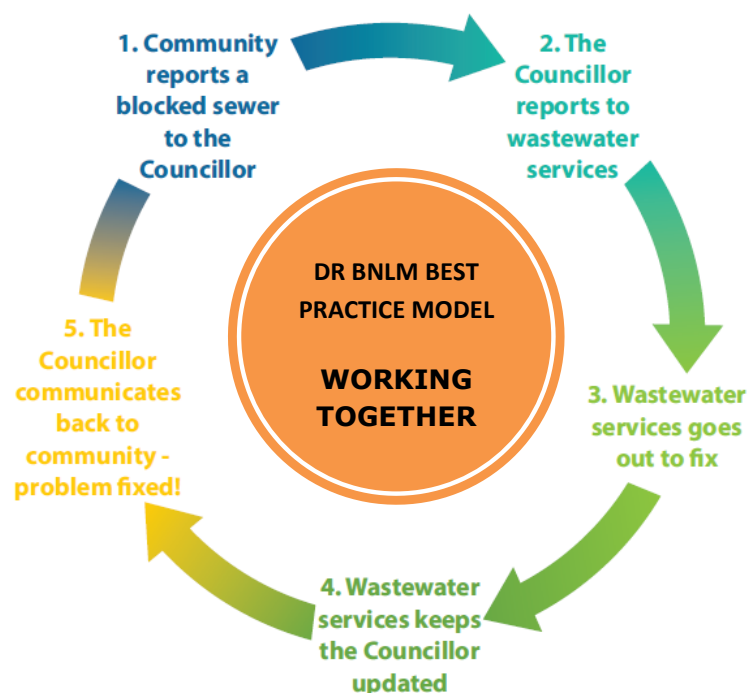 1. Community
reports a
blocked sewer
to the
Councillor
2. The
Councillor
reports to
wastewater
services
3. Wastewater
services goes
out to fix
4. Wastewater
services keeps
the Councillor
updated
5. The
Councillor
communicates
back to
community -
problem fixed!
DR BNLM BEST
PRACTICE MODEL
WORKING
TOGETHER